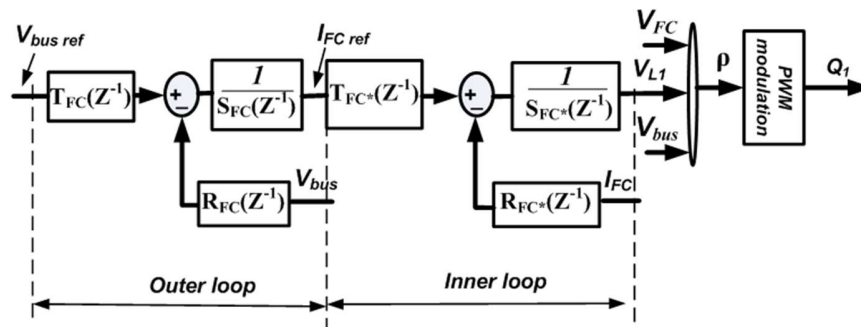 V_bus ref
T_FC(Z^-1)
+
−
1
S_FC(Z^-1)
I_FC ref
T_FC*(Z^-1)
+
−
1
S_FC*(Z^-1)
V_FC
V_L1
V_bus
ρ
PWM
modulation
Q_1
R_FC(Z^-1)
V_bus
R_FC*(Z^-1)
I_FC
Outer loop
Inner loop